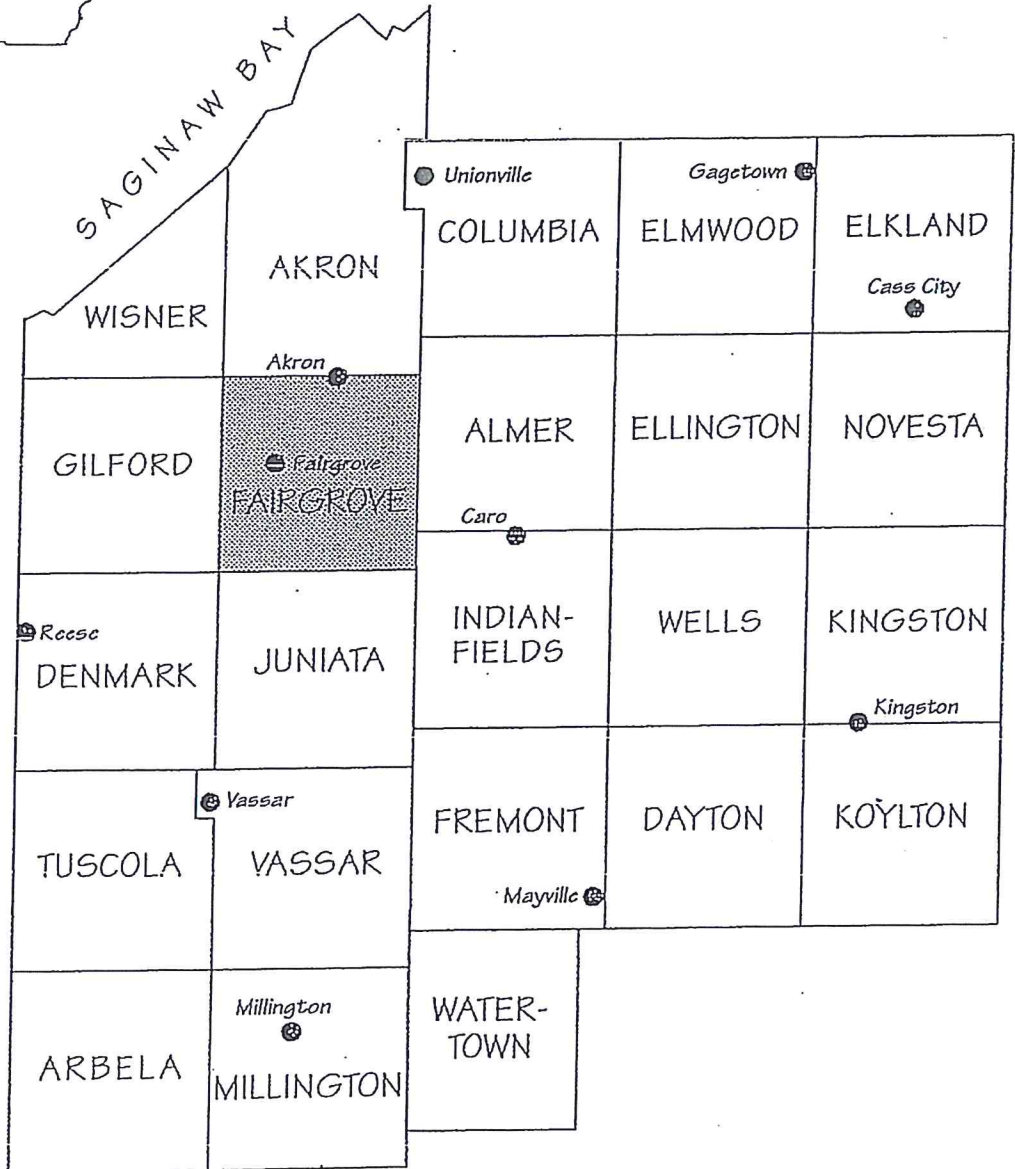 SAGINAW BAY
Unionville
Gagetown
COLUMBIA
ELMWOOD
ELKLAND
AKRON
Cass City
WISNER
Akron
ALMER
ELLINGTON
NOVESTA
GILFORD
Fairgrove
FAIRGROVE
Caro
INDIAN-
FIELDS
WELLS
KINGSTON
Reese
DENMARK
JUNIATA
Kingston
Vassar
FREMONT
DAYTON
KOYLTON
TUSCOLA
VASSAR
Mayville
Millington
WATER-
TOWN
ARBELA
MILLINGTON